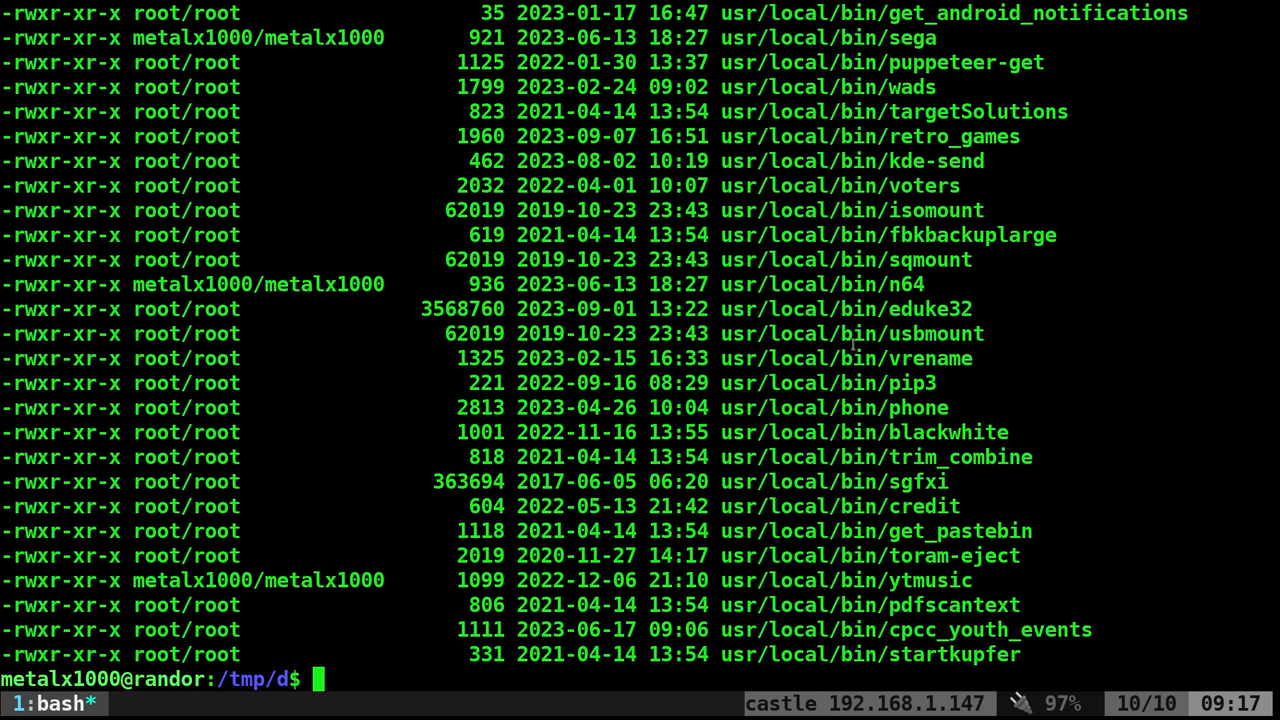 -rwxr-xr-x root/root 35 2023-01-17 16:47 usr/local/bin/get_android_notifications
-rwxr-xr-x metalx1000/metalx1000 921 2023-06-13 18:27 usr/local/bin/sega
-rwxr-xr-x root/root 1125 2022-01-30 13:37 usr/local/bin/puppeteer-get
-rwxr-xr-x root/root 1799 2023-02-24 09:02 usr/local/bin/wads
-rwxr-xr-x root/root 823 2021-04-14 13:54 usr/local/bin/targetSolutions
-rwxr-xr-x root/root 1960 2023-09-07 16:51 usr/local/bin/retro_games
-rwxr-xr-x root/root 462 2023-08-02 10:19 usr/local/bin/kde-send
-rwxr-xr-x root/root 2032 2022-04-01 10:07 usr/local/bin/voters
-rwxr-xr-x root/root 62019 2019-10-23 23:43 usr/local/bin/isomount
-rwxr-xr-x root/root 619 2021-04-14 13:54 usr/local/bin/fbkbackuplarge
-rwxr-xr-x root/root 62019 2019-10-23 23:43 usr/local/bin/sqmount
-rwxr-xr-x metalx1000/metalx1000 936 2023-06-13 18:27 usr/local/bin/n64
-rwxr-xr-x root/root 3568760 2023-09-01 13:22 usr/local/bin/eduke32
-rwxr-xr-x root/root 62019 2019-10-23 23:43 usr/local/bin/usbmount
-rwxr-xr-x root/root 1325 2023-02-15 16:33 usr/local/bin/vrename
-rwxr-xr-x root/root 221 2022-09-16 08:29 usr/local/bin/pip3
-rwxr-xr-x root/root 2813 2023-04-26 10:04 usr/local/bin/phone
-rwxr-xr-x root/root 1001 2022-11-16 13:55 usr/local/bin/blackwhite
-rwxr-xr-x root/root 818 2021-04-14 13:54 usr/local/bin/trim_combine
-rwxr-xr-x root/root 363694 2017-06-05 06:20 usr/local/bin/sgfxi
-rwxr-xr-x root/root 604 2022-05-13 21:42 usr/local/bin/credit
-rwxr-xr-x root/root 1118 2021-04-14 13:54 usr/local/bin/get_pastebin
-rwxr-xr-x root/root 2019 2020-11-27 14:17 usr/local/bin/toram-eject
-rwxr-xr-x metalx1000/metalx1000 1099 2022-12-06 21:10 usr/local/bin/ytmusic
-rwxr-xr-x root/root 806 2021-04-14 13:54 usr/local/bin/pdfscantext
-rwxr-xr-x root/root 1111 2023-06-17 09:06 usr/local/bin/cpcc_youth_events
-rwxr-xr-x root/root 331 2021-04-14 13:54 usr/local/bin/startkupfer
metalx1000@randor:/tmp/d$
1:bash* castle 192.168.1.147 🔌 97% 10/10 09:17